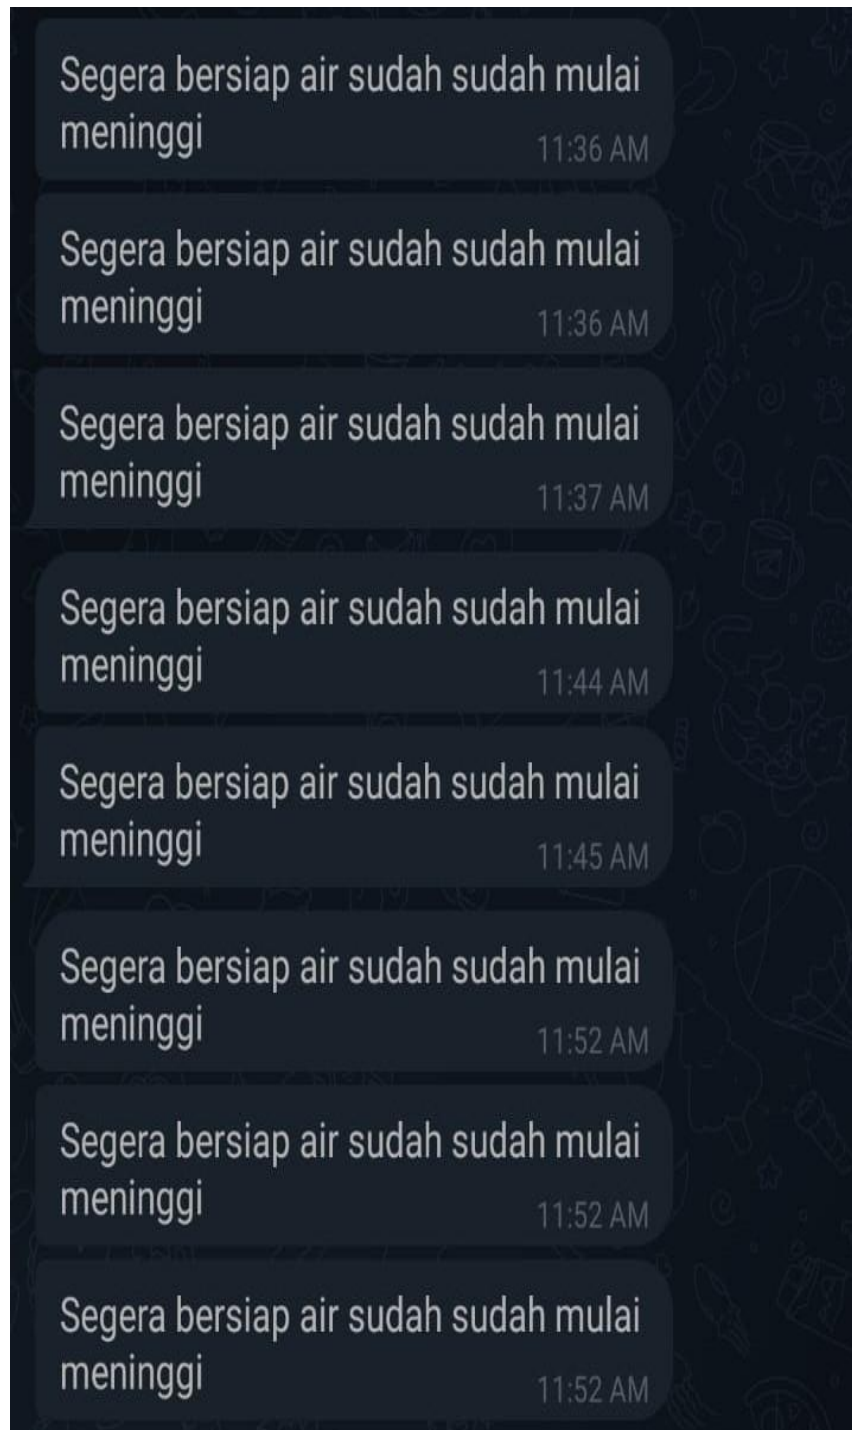 Segera bersiap air sudah sudah mulai
meninggi
11:36 AM
Segera bersiap air sudah sudah mulai
meninggi
11:36 AM
Segera bersiap air sudah sudah mulai
meninggi
11:37 AM
Segera bersiap air sudah sudah mulai
meninggi
11:44 AM
Segera bersiap air sudah sudah mulai
meninggi
11:45 AM
Segera bersiap air sudah sudah mulai
meninggi
11:52 AM
Segera bersiap air sudah sudah mulai
meninggi
11:52 AM
Segera bersiap air sudah sudah mulai
meninggi
11:52 AM